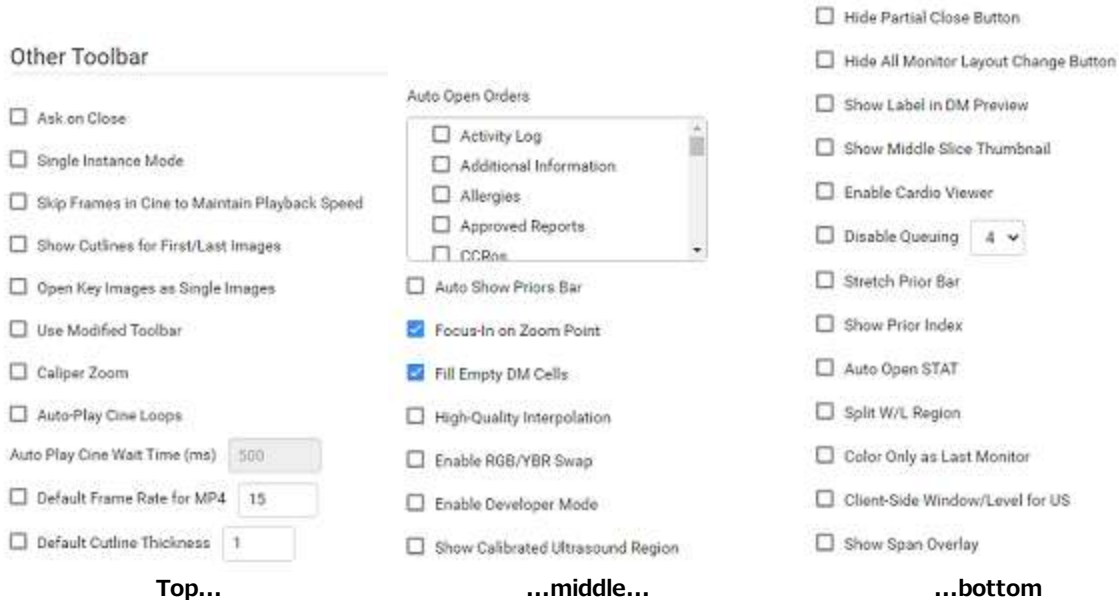 Other Toolbar
Ask on Close
Single Instance Mode
Skip Frames in Cine to Maintain Playback Speed
Show Cutlines for First/Last Images
Open Key Images as Single Images
Use Modified Toolbar
Caliper Zoom
Auto-Play Cine Loops
Auto Play Cine Wait Time (ms) 500
Default Frame Rate for MP4 15
Default Cutline Thickness 1
Top...
Auto Open Orders
Activity Log
Additional Information
Allergies
Approved Reports
Auto Show Priors Bar
Focus-In on Zoom Point
Fill Empty DM Cells
High-Quality Interpolation
Enable RGB/YBR Swap
Enable Developer Mode
Show Calibrated Ultrasound Region
...middle...
Hide Partial Close Button
Hide All Monitor Layout Change Button
Show Label in DM Preview
Show Middle Slice Thumbnail
Enable Cardio Viewer
Disable Queuing 4
Stretch Prior Bar
Show Prior Index
Auto Open STAT
Split W/L Region
Color Only as Last Monitor
Client-Side Window/Level for US
Show Span Overlay
...bottom